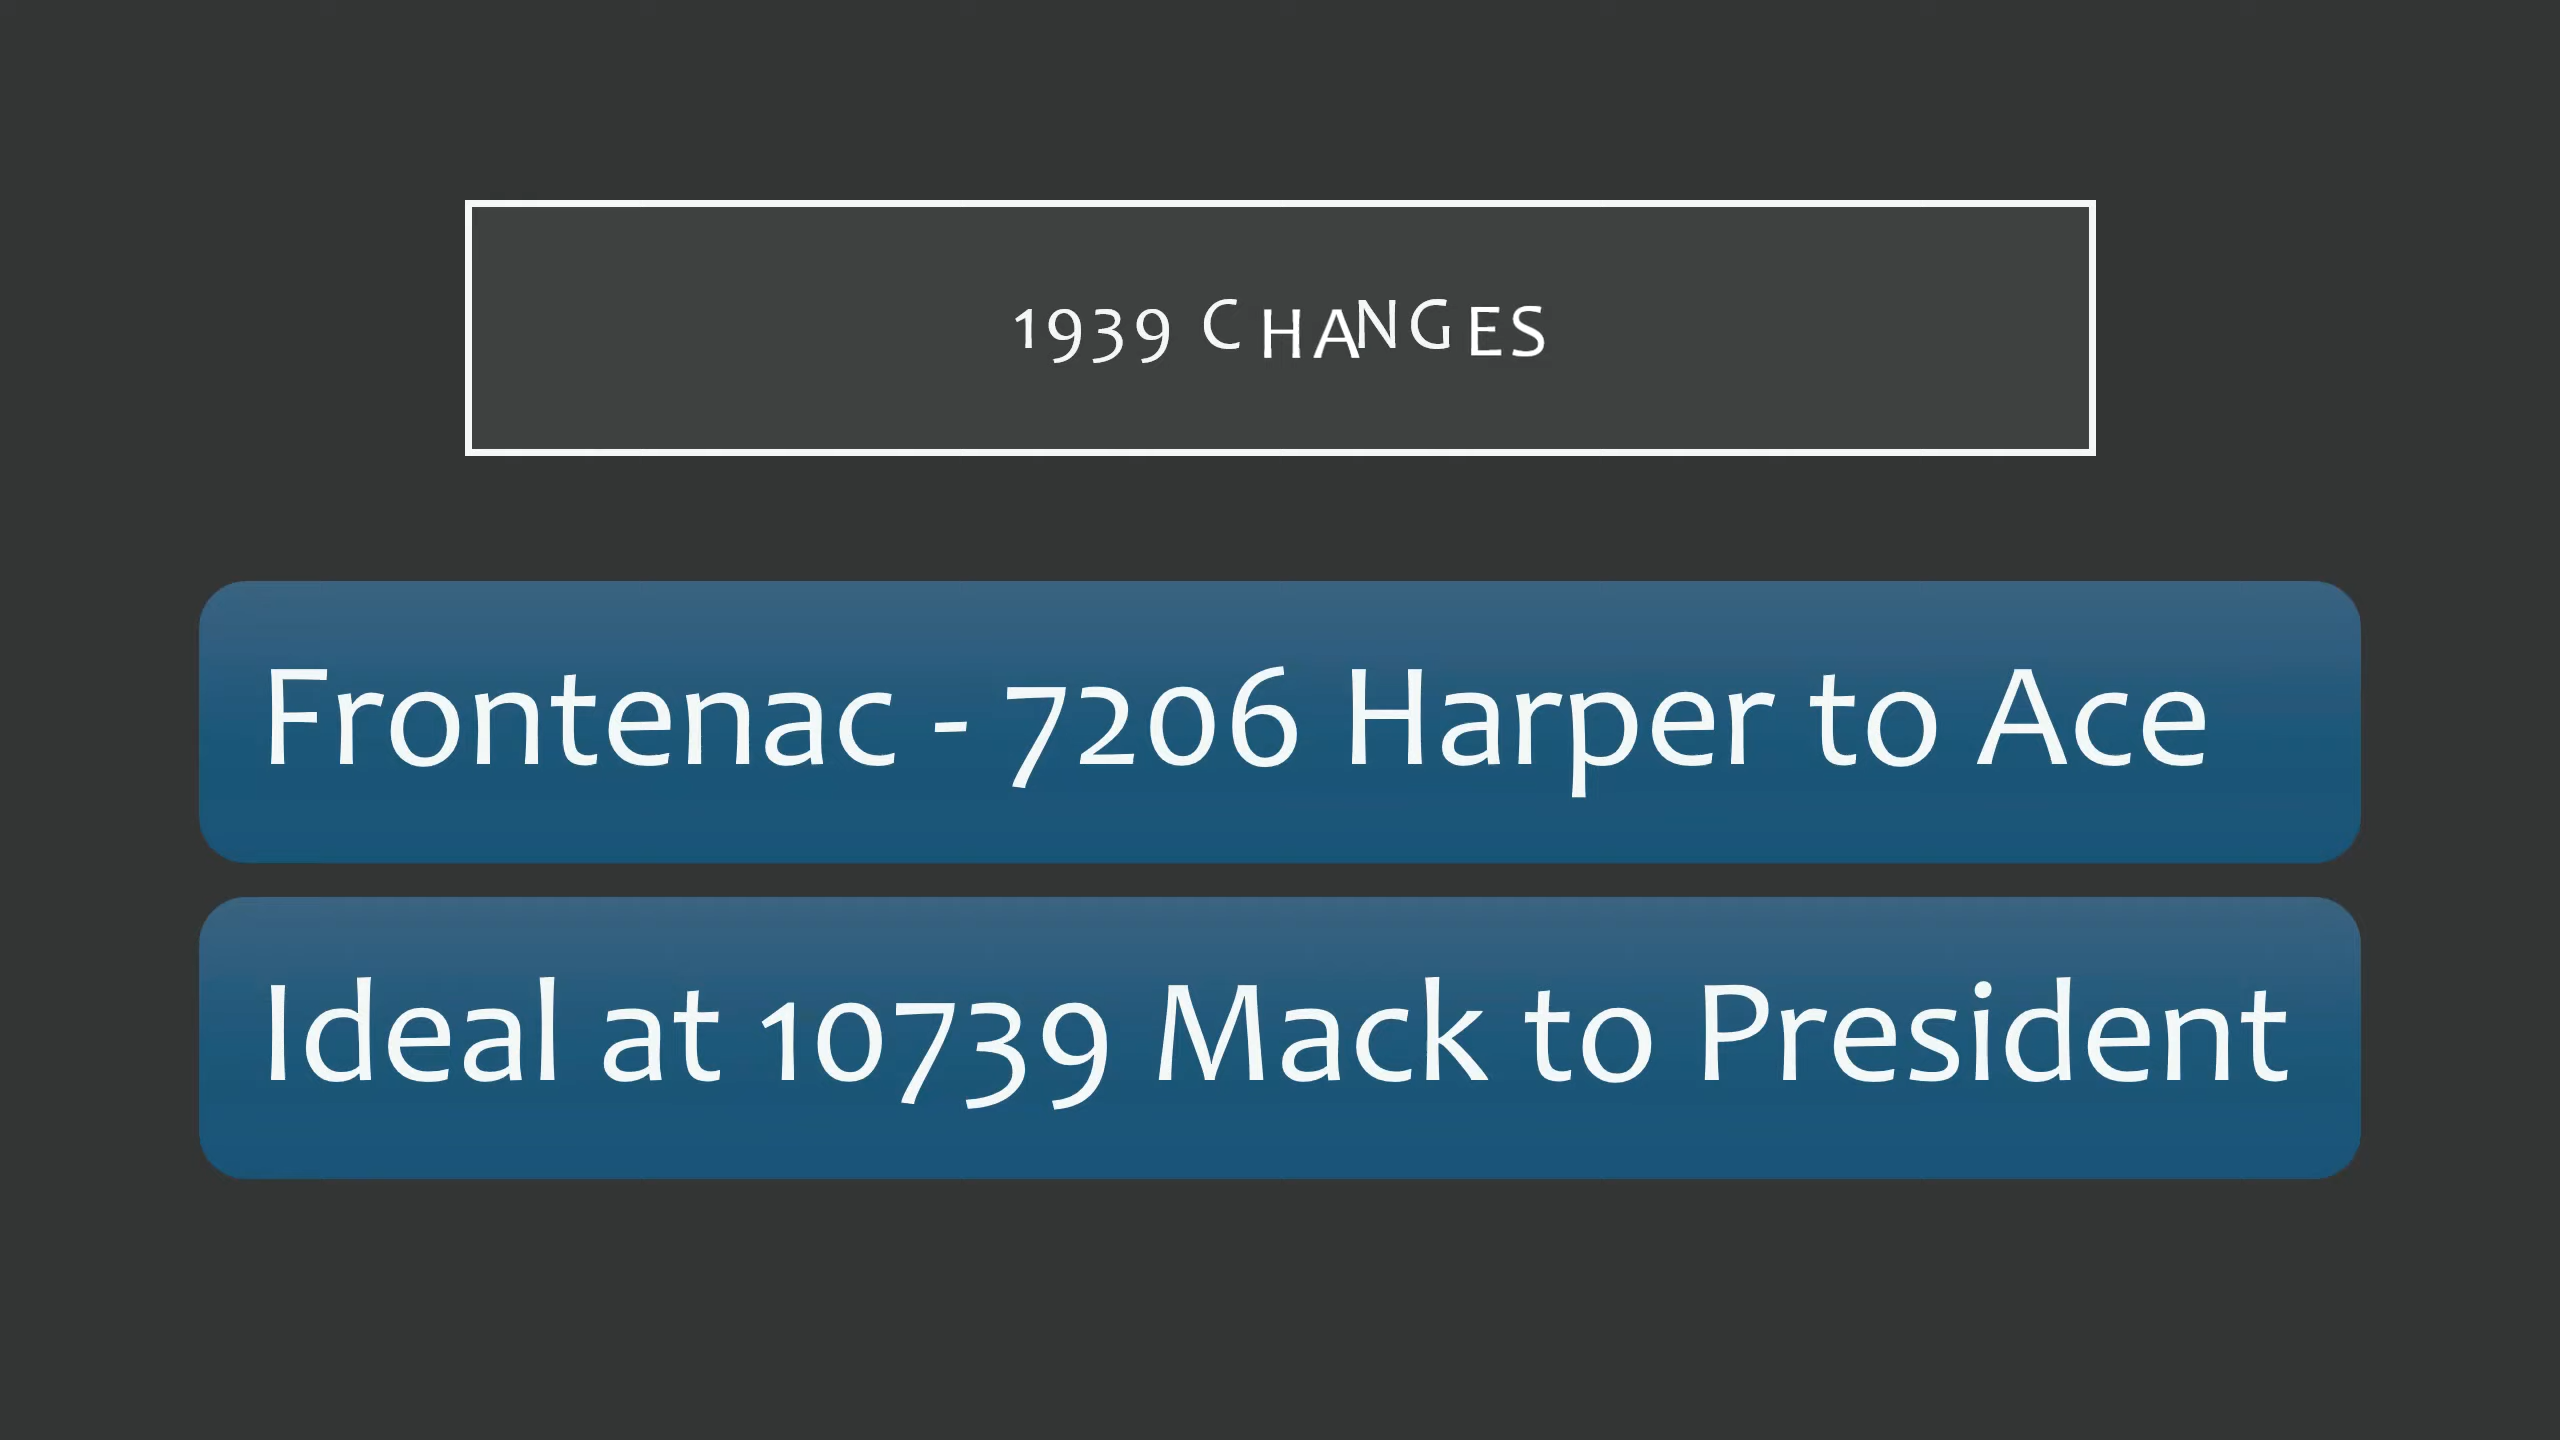 1939 CHANGES
Frontenac - 7206 Harper to Ace
Ideal at 10739 Mack to President